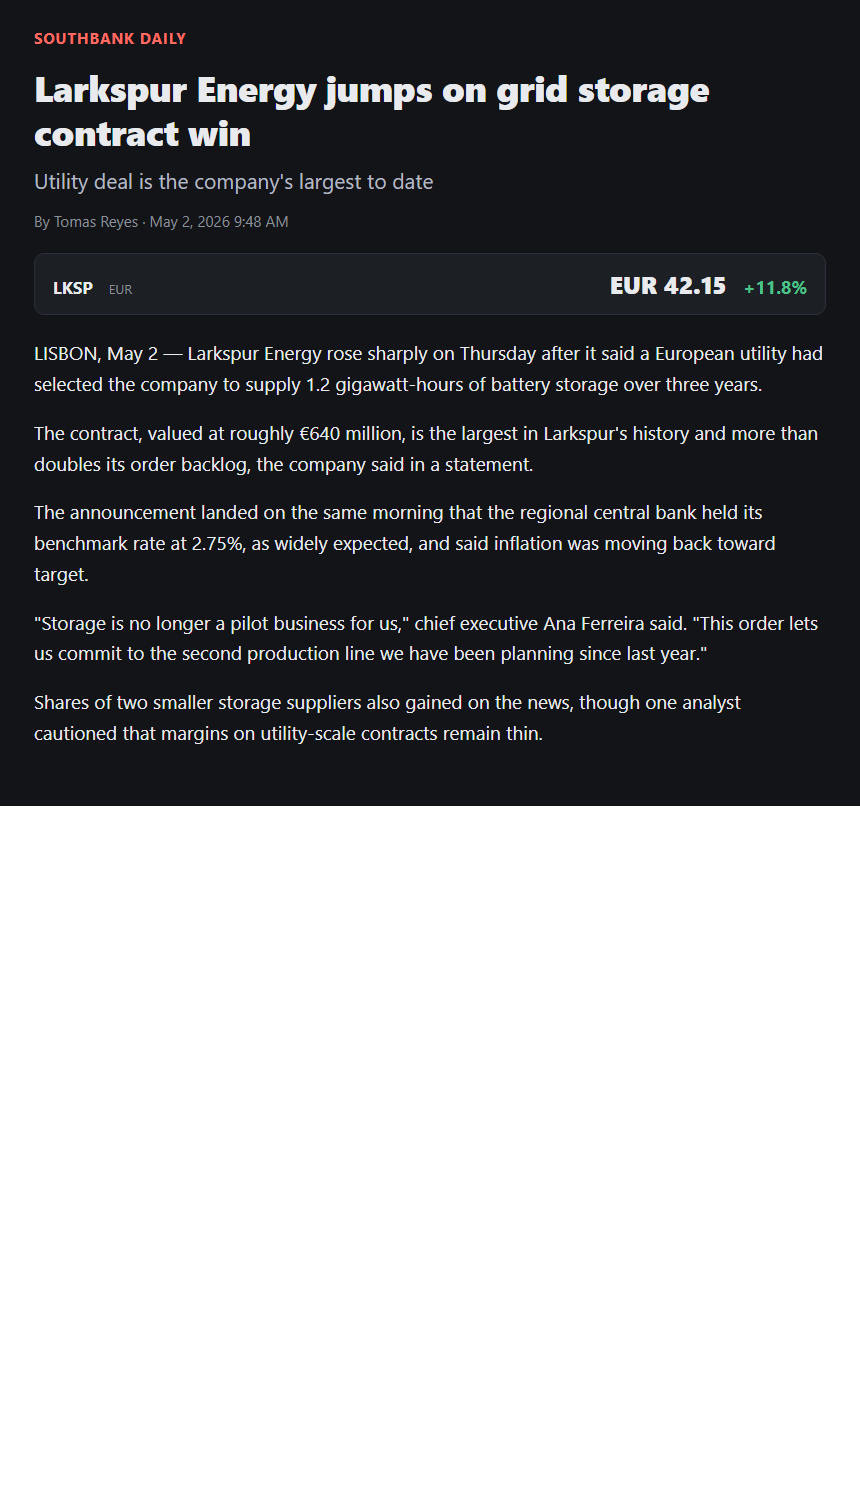 SOUTHBANK DAILY
Larkspur Energy jumps on grid storage
contract win
Utility deal is the company's largest to date
By Tomas Reyes · May 2, 2026 9:48 AM
LKSP EUR EUR 42.15 +11.8%
LISBON, May 2 — Larkspur Energy rose sharply on Thursday after it said a European utility had
selected the company to supply 1.2 gigawatt-hours of battery storage over three years.
The contract, valued at roughly €640 million, is the largest in Larkspur's history and more than
doubles its order backlog, the company said in a statement.
The announcement landed on the same morning that the regional central bank held its
benchmark rate at 2.75%, as widely expected, and said inflation was moving back toward
target.
"Storage is no longer a pilot business for us," chief executive Ana Ferreira said. "This order lets
us commit to the second production line we have been planning since last year."
Shares of two smaller storage suppliers also gained on the news, though one analyst
cautioned that margins on utility-scale contracts remain thin.